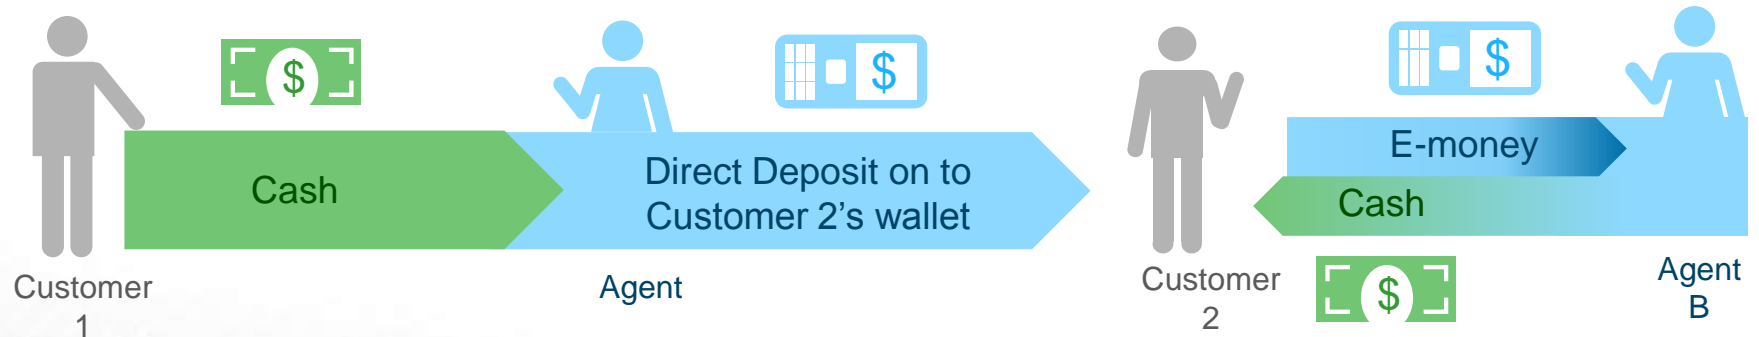 $
$
$
Cash
Direct Deposit on to
Customer 2's wallet
E-money
Cash
Customer
1
Agent
Customer
2
$
Agent
B